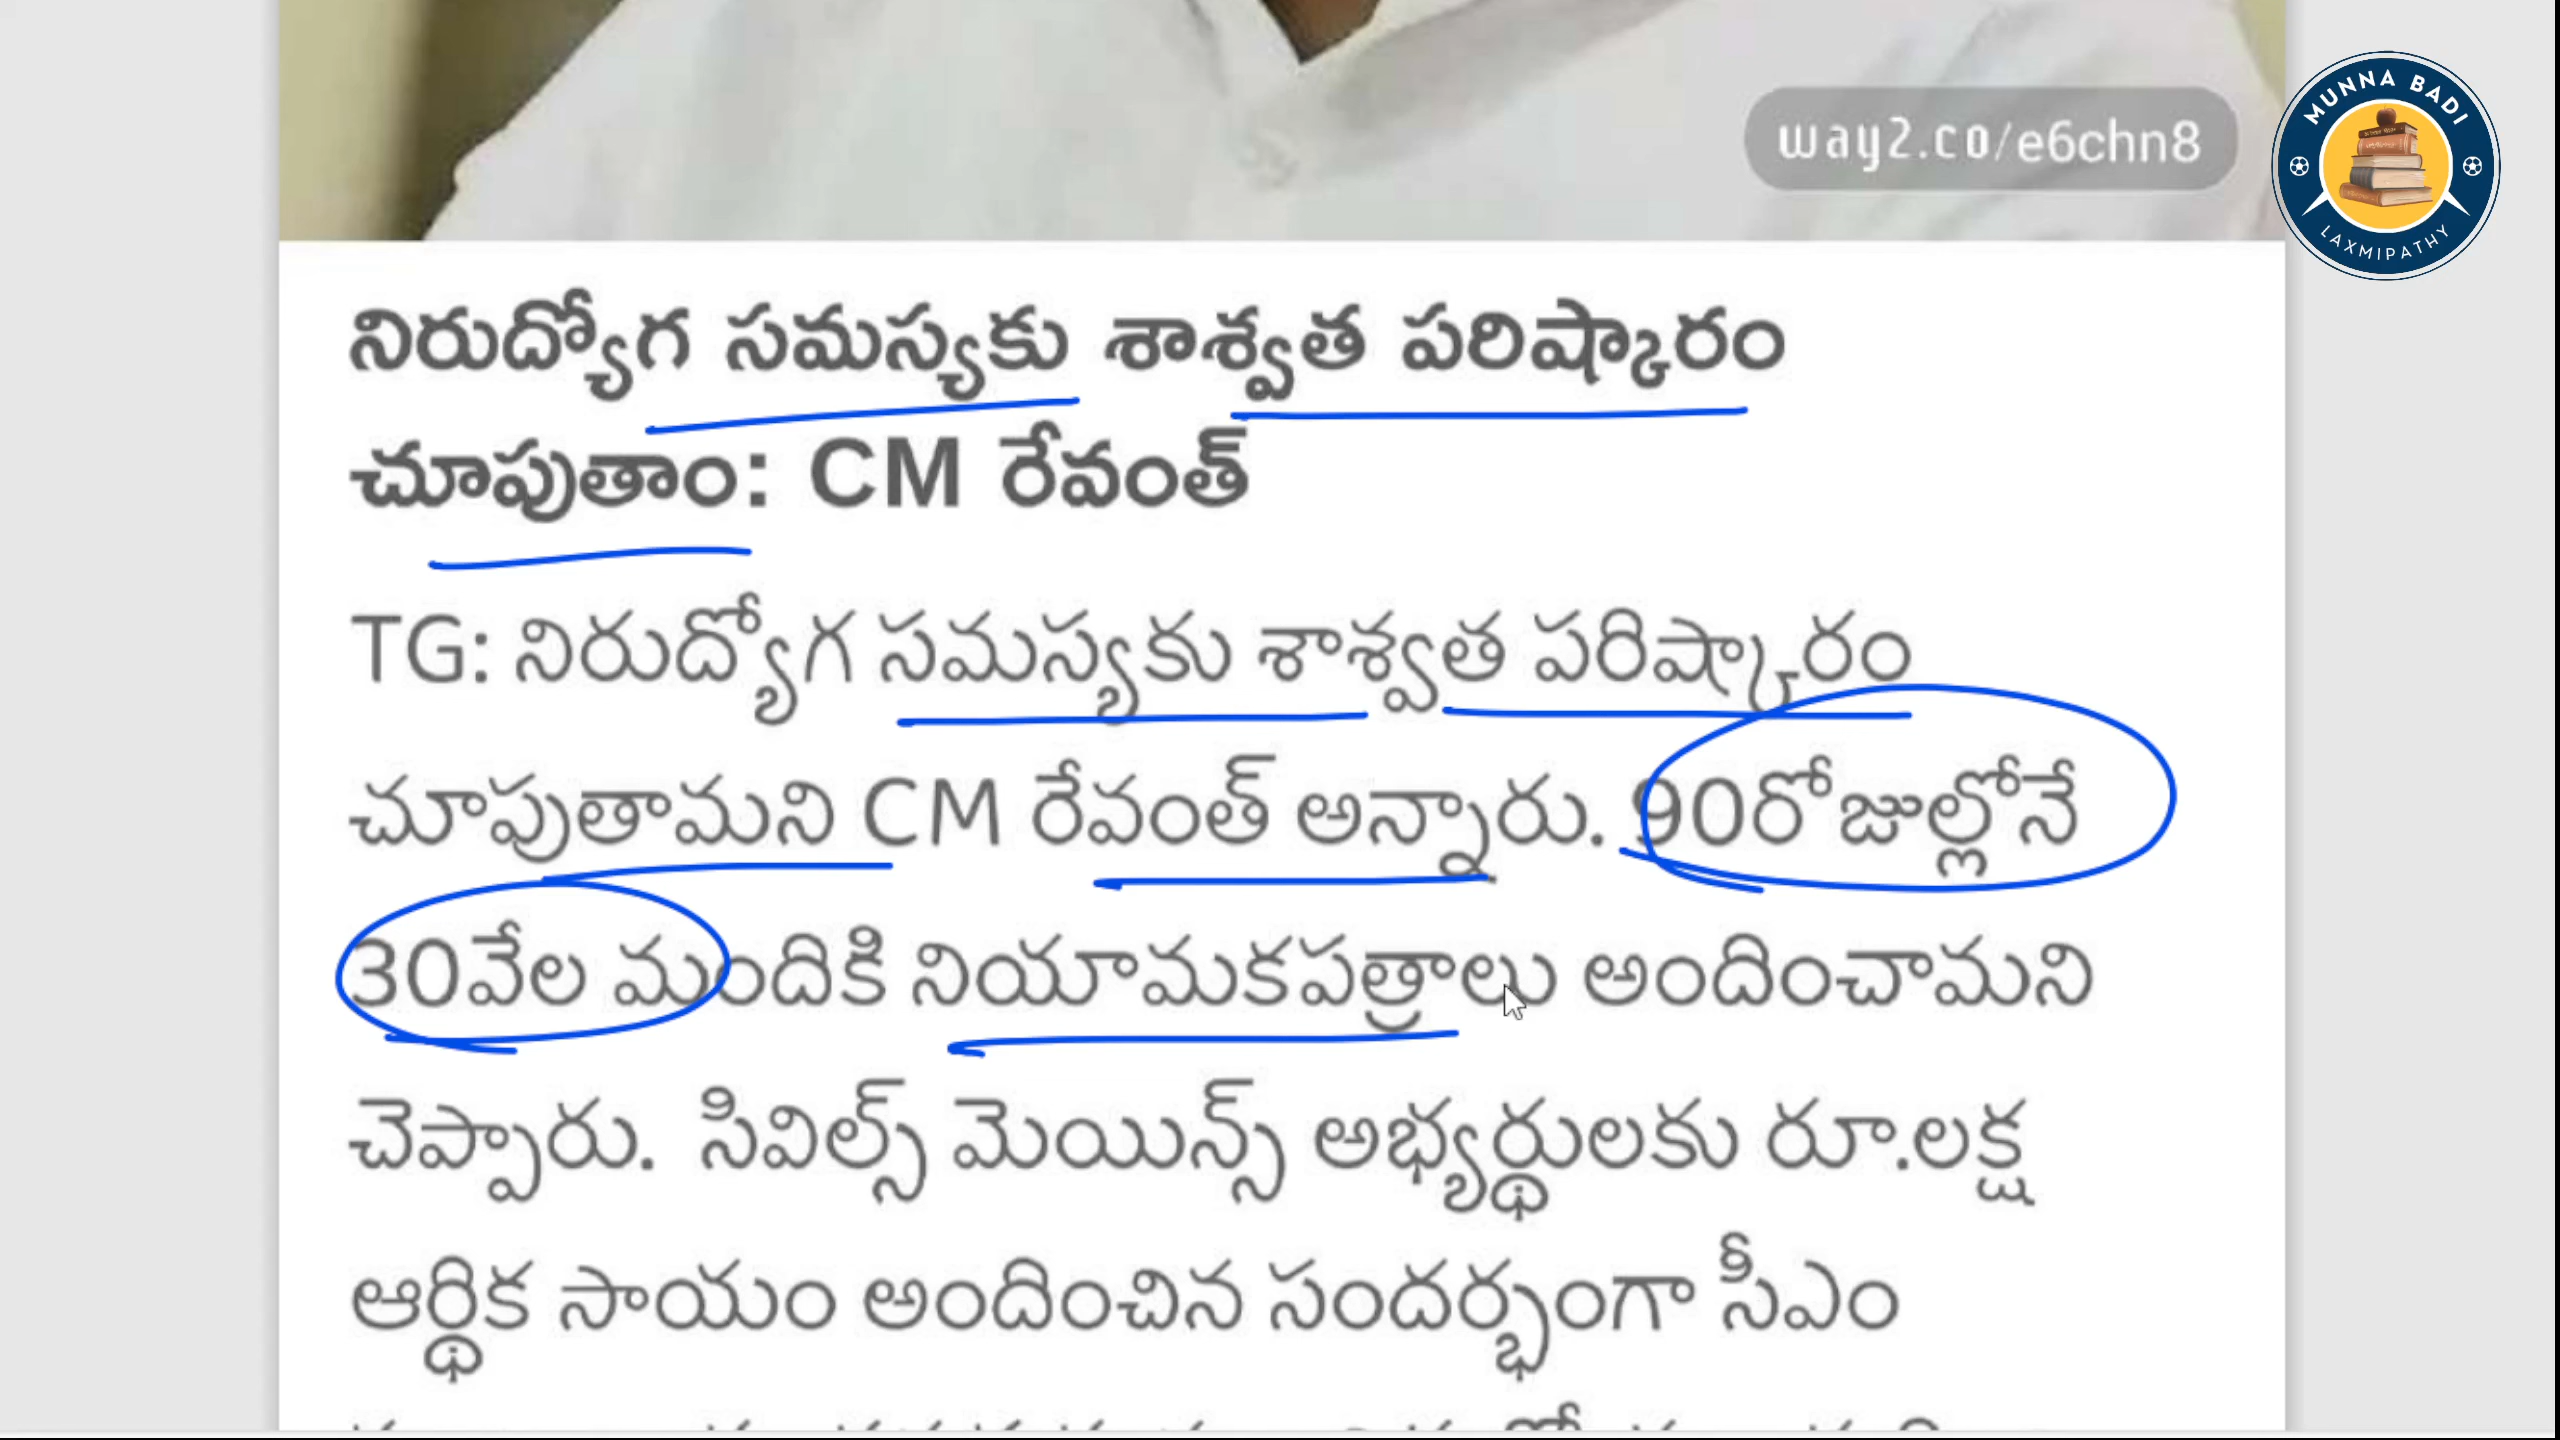 way2.co/e6chn8
MUNNA BADI
LAXMIPATHY
నిరుద్యోగ సమస్యకు శాశ్వత పరిష్కారం
చూపుతాం: CM రేవంత్
TG: నిరుద్యోగ సమస్యకు శాశ్వత పరిష్కారం
చూపుతామని CM రేవంత్ అన్నారు. 90రోజుల్లోనే
30వేల మందికి నియామకపత్రాలు అందించామని
చెప్పారు. సివిల్స్ మెయిన్స్ అభ్యర్థులకు రూ.లక్ష
ఆర్థిక సాయం అందించిన సందర్భంగా సీఎం